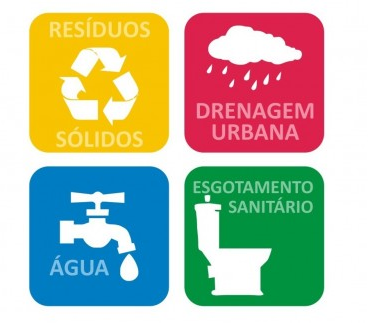 RESÍDUOS
SÓLIDOS
DRENAGEM
URBANA
ÁGUA
ESGOTAMENTO
SANITÁRIO